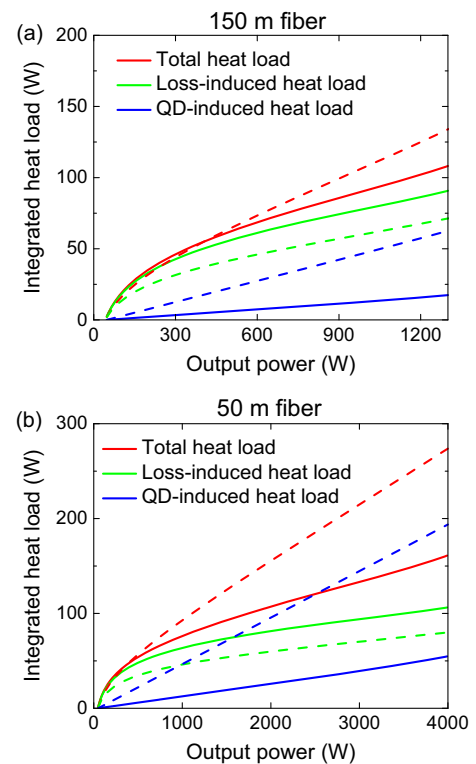 (a)
150 m fiber
200
150
100
50
0
Integrated heat load (W)
Total heat load
Loss-induced heat load
QD-induced heat load
0 300 600 900 1200
Output power (W)
(b)
50 m fiber
300
200
100
0
Integrated heat load (W)
Total heat load
Loss-induced heat load
QD-induced heat load
0 1000 2000 3000 4000
Output power (W)